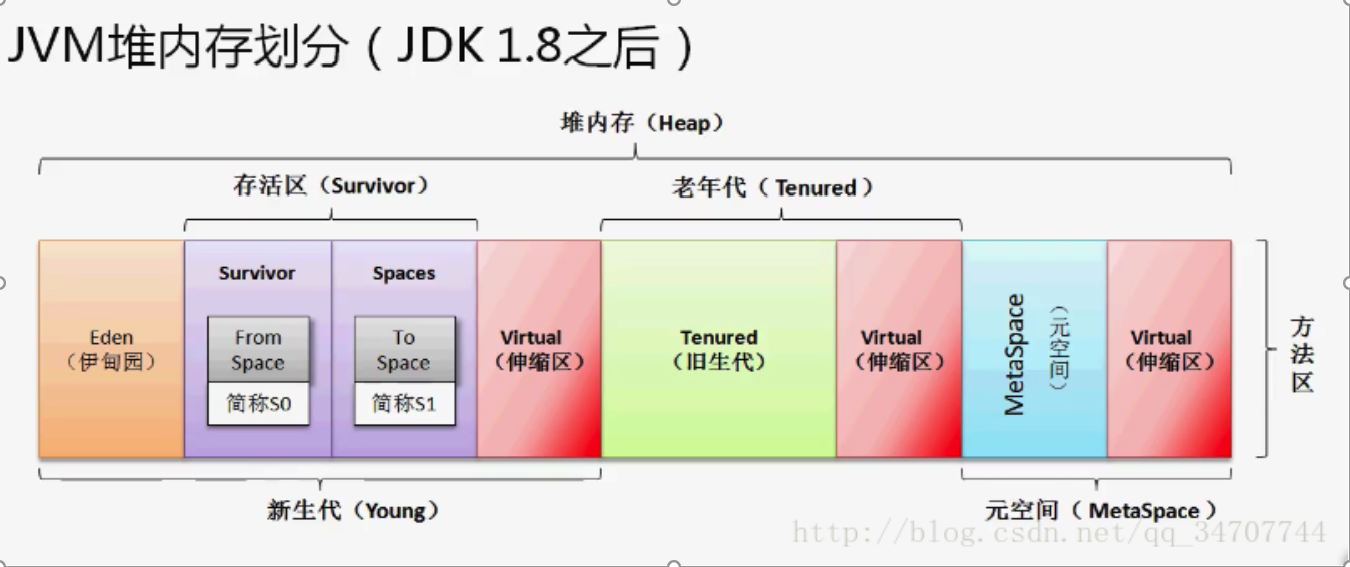 JVM堆内存划分（JDK 1.8之后）
堆内存（Heap）
存活区（Survivor）
老年代（ Tenured ）
Survivor
Spaces
Eden
（伊甸园）
From
Space
简称S0
To
Space
简称S1
Virtual
（伸缩区）
Tenured
（旧生代）
Virtual
（伸缩区）
MetaSpace
（元空间）
Virtual
（伸缩区）
方法区
新生代（Young）
元空间（ MetaSpace ）
http://blog.csdn.net/qq_34707744